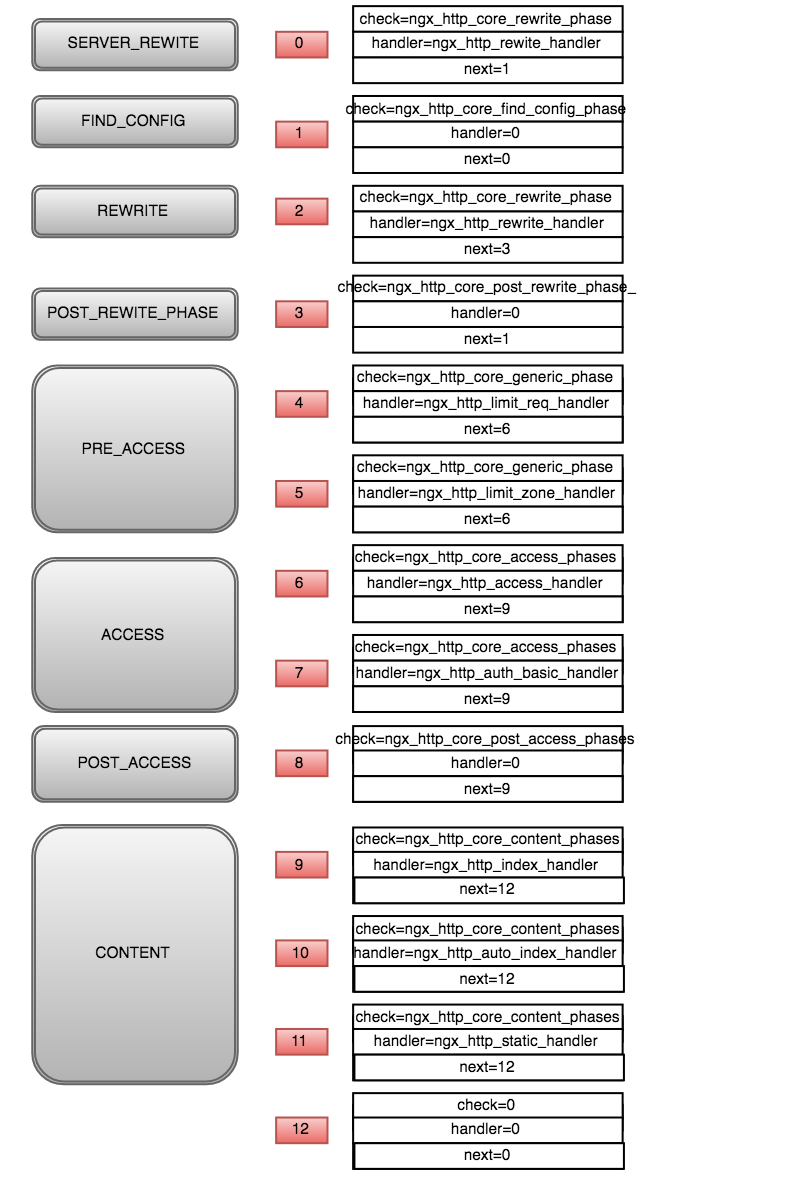 SERVER_REWITE
0
check=ngx_http_core_rewrite_phase
handler=ngx_http_rewite_handler
next=1
FIND_CONFIG
1
check=ngx_http_core_find_config_phase
handler=0
next=0
REWRITE
2
check=ngx_http_core_rewrite_phase
handler=ngx_http_rewrite_handler
next=3
POST_REWITE_PHASE
3
check=ngx_http_core_post_rewrite_phase_
handler=0
next=1
PRE_ACCESS
4
check=ngx_http_core_generic_phase
handler=ngx_http_limit_req_handler
next=6
5
check=ngx_http_core_generic_phase
handler=ngx_http_limit_zone_handler
next=6
ACCESS
6
check=ngx_http_core_access_phases
handler=ngx_http_access_handler
next=9
7
check=ngx_http_core_access_phases
handler=ngx_http_auth_basic_handler
next=9
POST_ACCESS
8
check=ngx_http_core_post_access_phases
handler=0
next=9
CONTENT
9
check=ngx_http_core_content_phases
handler=ngx_http_index_handler
next=12
10
check=ngx_http_core_content_phases
handler=ngx_http_auto_index_handler
next=12
11
check=ngx_http_core_content_phases
handler=ngx_http_static_handler
next=12
12
check=0
handler=0
next=0